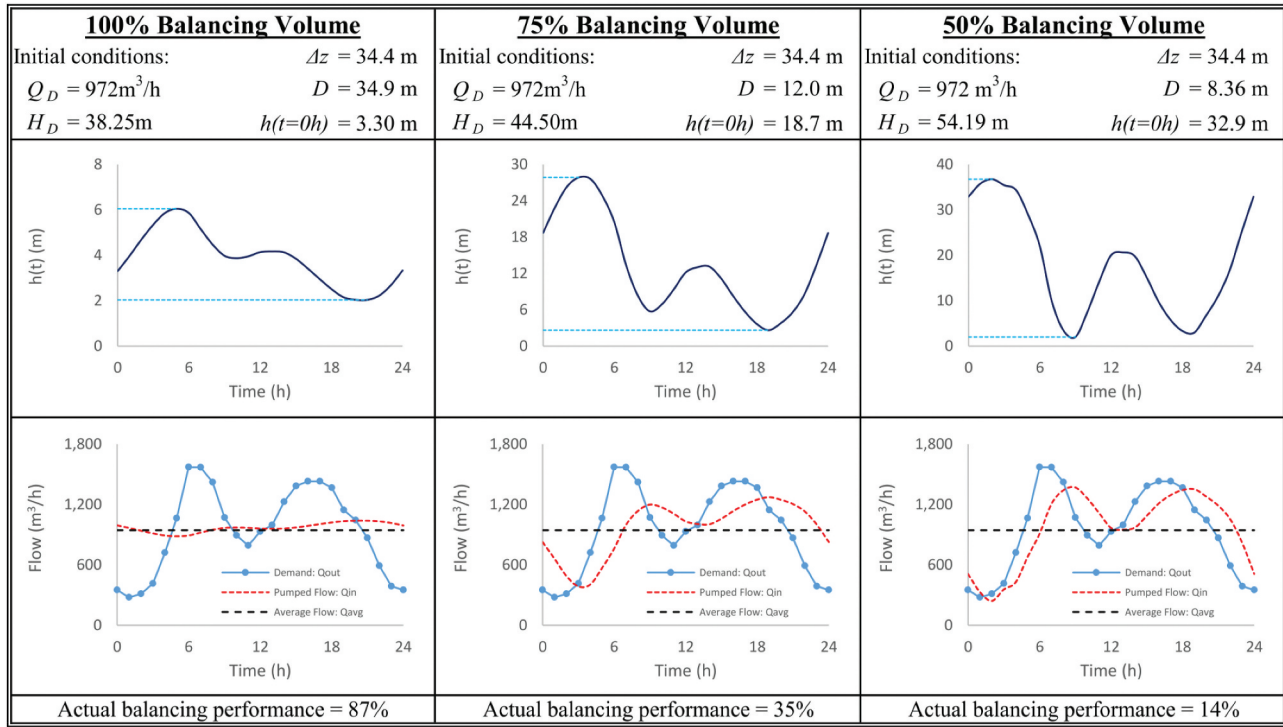 100% Balancing Volume
Initial conditions: Δz = 34.4 m
Q_D = 972m³/h D = 34.9 m
H_D = 38.25m h(t=0h) = 3.30 m
8
6
4
2
0
h(t) (m)
0 6 12 18 24
Time (h)
1,800
1,200
600
0
Flow (m³/h)
Demand: Qout
Pumped Flow: Qin
Average Flow: Qavg
0 6 12 18 24
Time (h)
Actual balancing performance = 87%
75% Balancing Volume
Initial conditions: Δz = 34.4 m
Q_D = 972m³/h D = 12.0 m
H_D = 44.50m h(t=0h) = 18.7 m
30
24
18
12
6
0
h(t) (m)
0 6 12 18 24
Time (h)
1,800
1,200
600
0
Flow (m³/h)
Demand: Qout
Pumped Flow: Qin
Average Flow: Qavg
0 6 12 18 24
Time (h)
Actual balancing performance = 35%
50% Balancing Volume
Initial conditions: Δz = 34.4 m
Q_D = 972 m³/h D = 8.36 m
H_D = 54.19 m h(t=0h) = 32.9 m
40
30
20
10
0
h(t) (m)
0 6 12 18 24
Time (h)
1,800
1,200
600
0
Flow (m³/h)
Demand: Qout
Pumped Flow: Qin
Average Flow: Qavg
0 6 12 18 24
Time (h)
Actual balancing performance = 14%